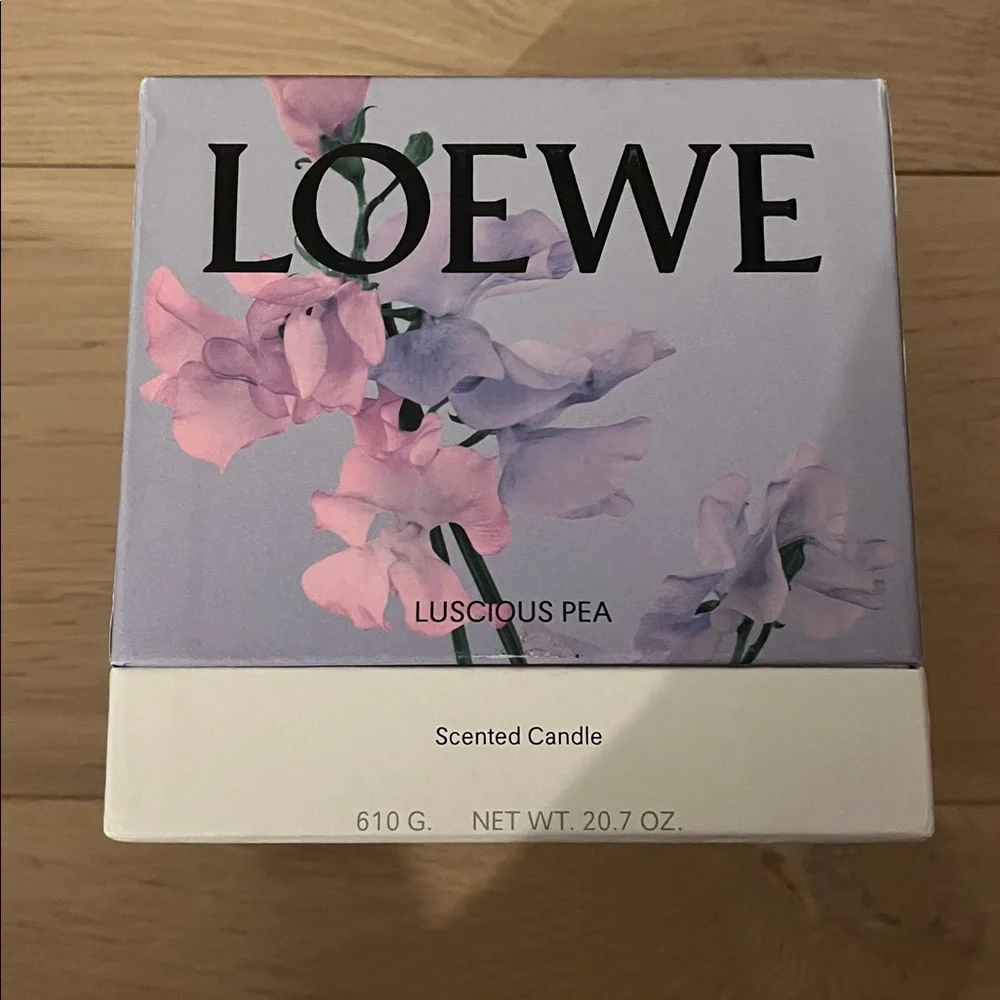 LOEWE
LUSCIOUS PEA
Scented Candle
610 G. NET WT. 20.7 OZ.